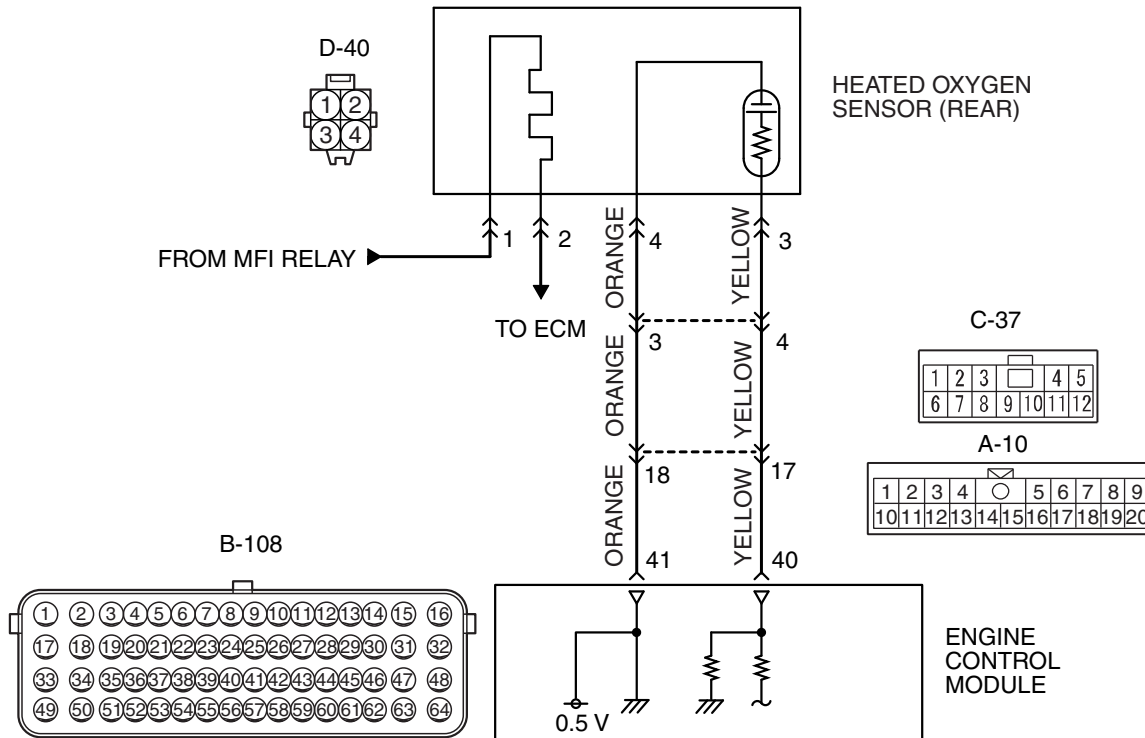 D-40
1 2
3 4
HEATED OXYGEN
SENSOR (REAR)
1 2 4 3
FROM MFI RELAY
TO ECM
ORANGE
YELLOW
3 4
C-37
1 2 3 4 5
6 7 8 9 10 11 12
ORANGE
YELLOW
18 17
A-10
1 2 3 4 5 6 7 8 9
10 11 12 13 14 15 16 17 18 19 20
ORANGE
YELLOW
41 40
B-108
1 2 3 4 5 6 7 8 9 10 11 12 13 14 15 16
17 18 19 20 21 22 23 24 25 26 27 28 29 30 31 32
33 34 35 36 37 38 39 40 41 42 43 44 45 46 47 48
49 50 51 52 53 54 55 56 57 58 59 60 61 62 63 64
ENGINE
CONTROL
MODULE
0.5 V